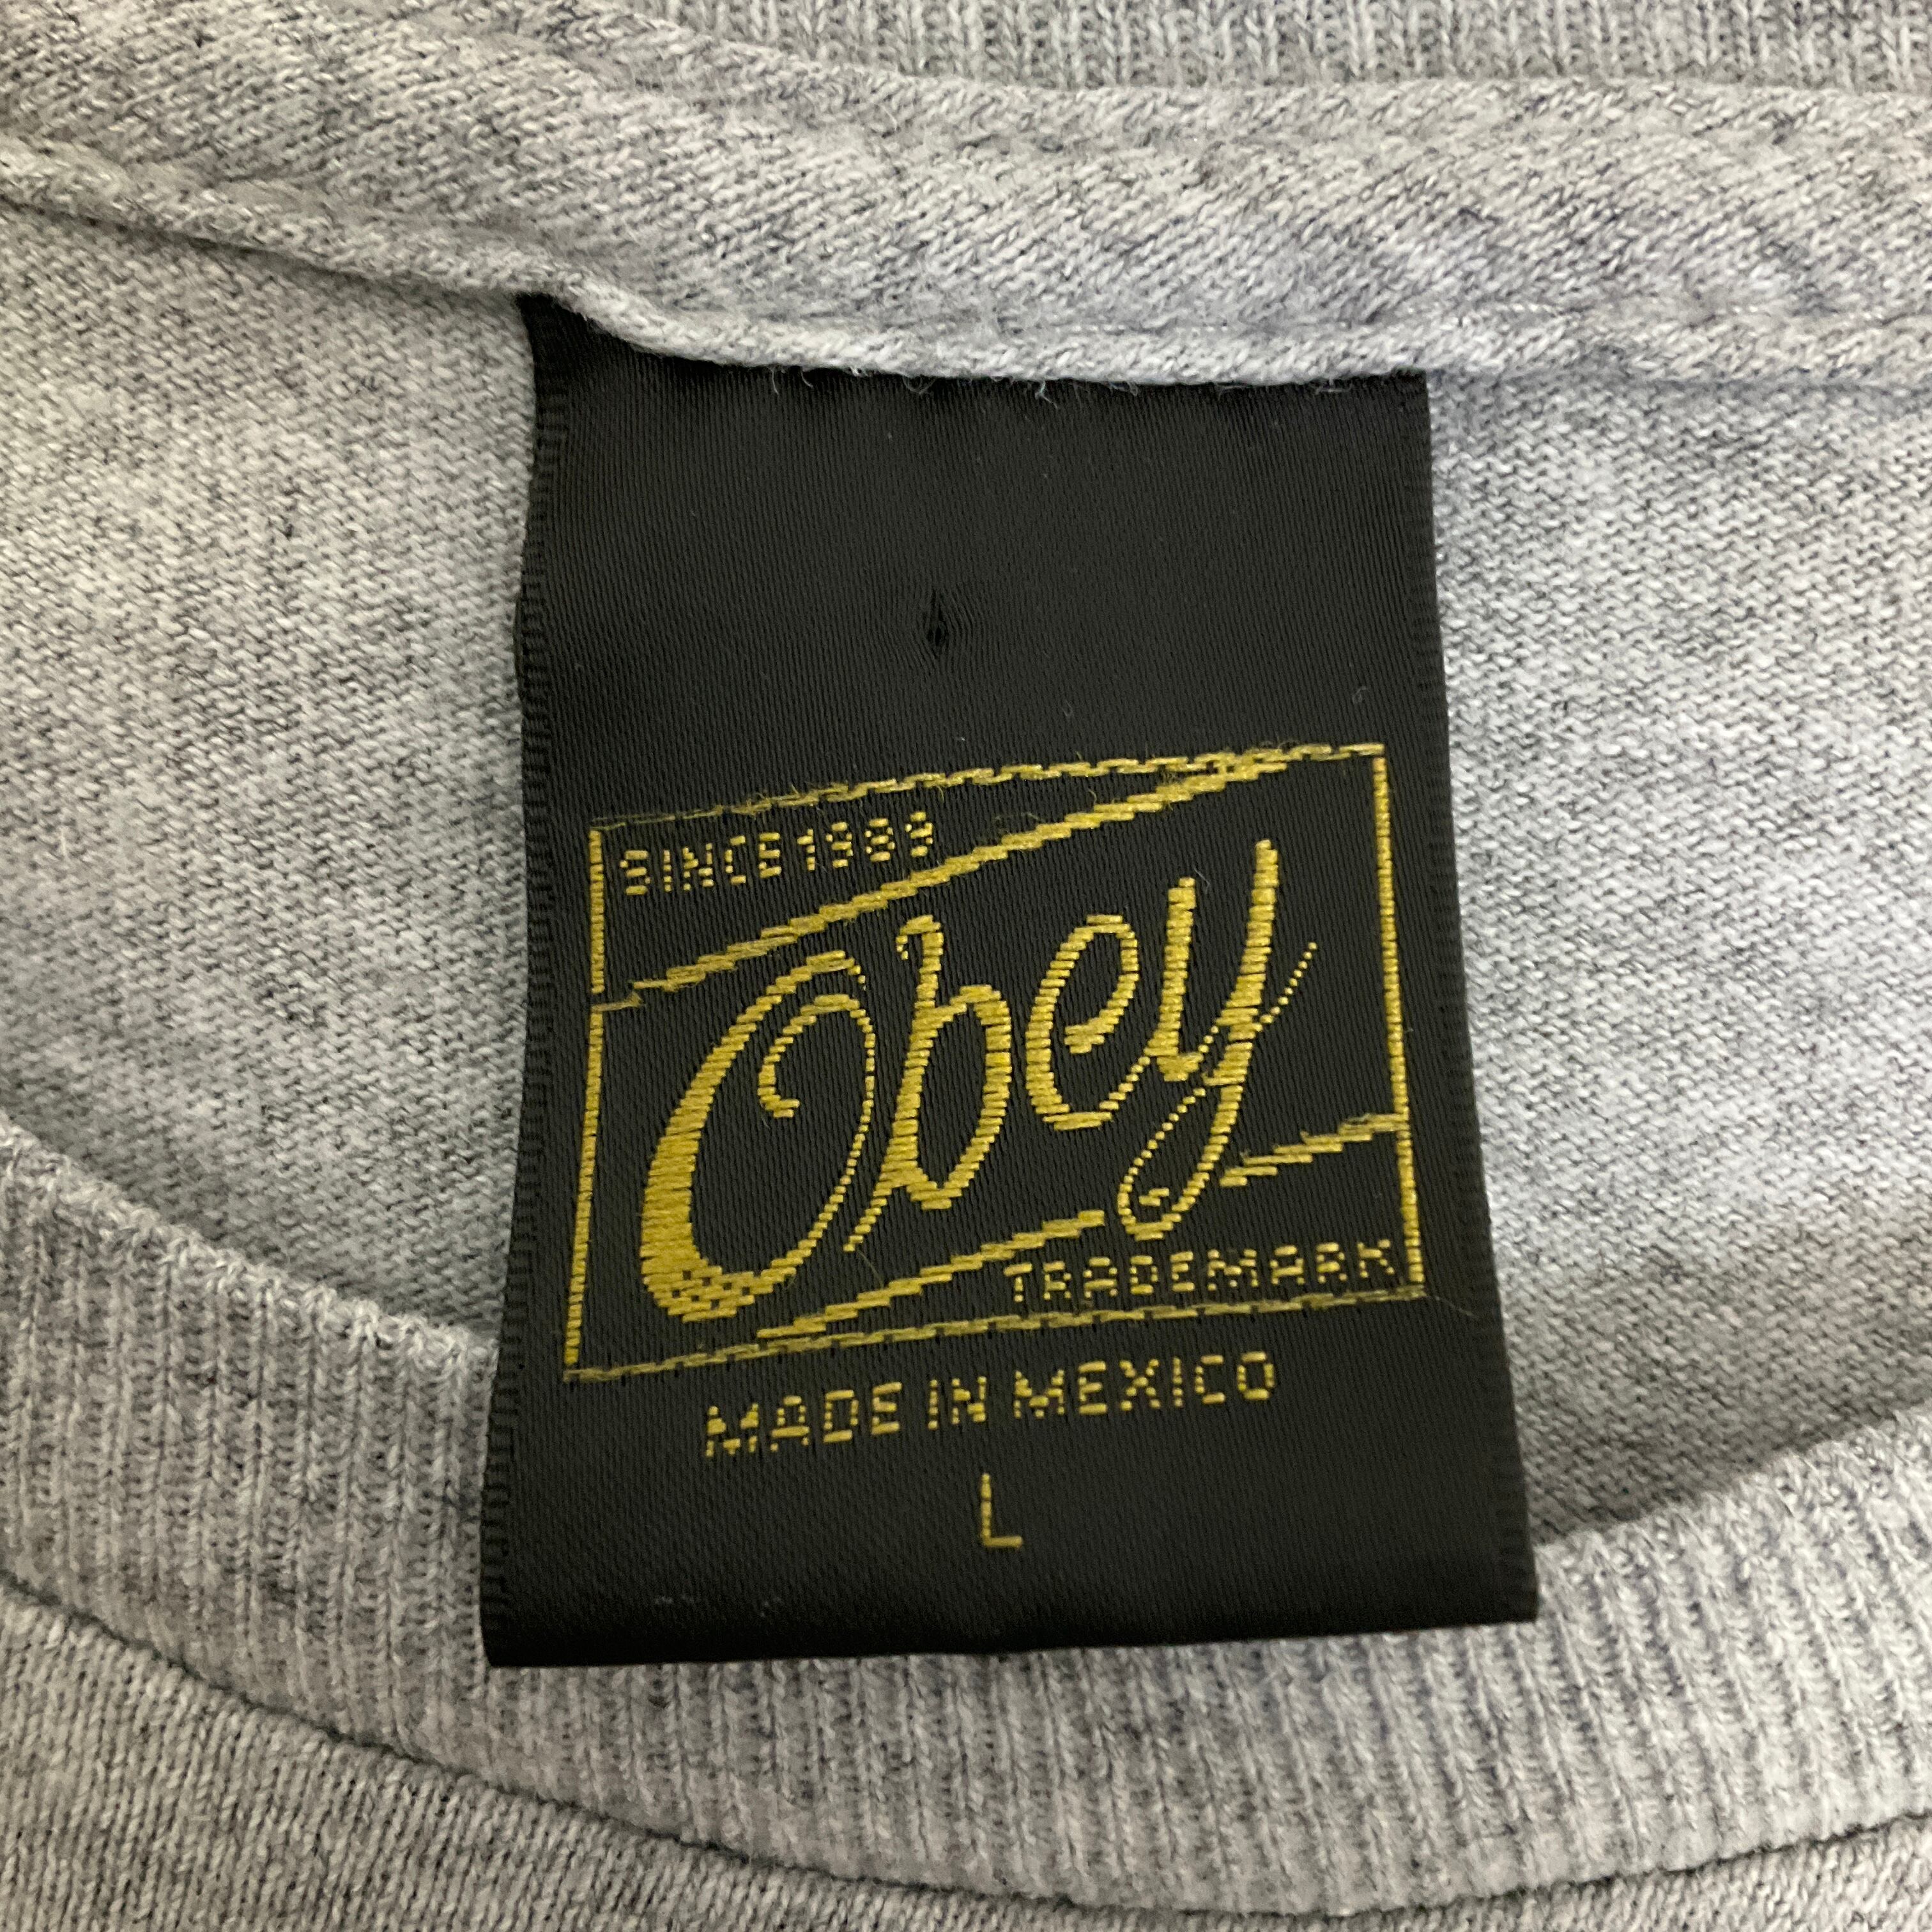 SINCE 1989
Obey
TRADEMARK
MADE IN MEXICO
L